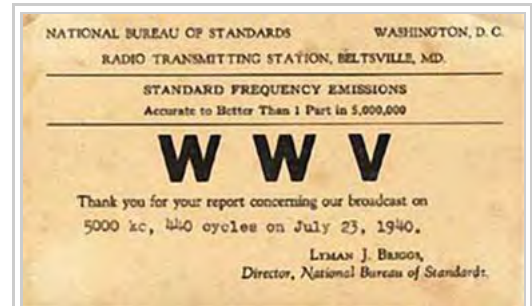 NATIONAL BUREAU OF STANDARDS WASHINGTON, D. C.
RADIO TRANSMITTING STATION, BELTSVILLE, MD.
STANDARD FREQUENCY EMISSIONS
Accurate to Better Than 1 Part in 5,000,000
W W V
Thank you for your report concerning our broadcast on
5000 kc, 440 cycles on July 23, 1940.
LYMAN J. BRIGGS,
Director, National Bureau of Standards.